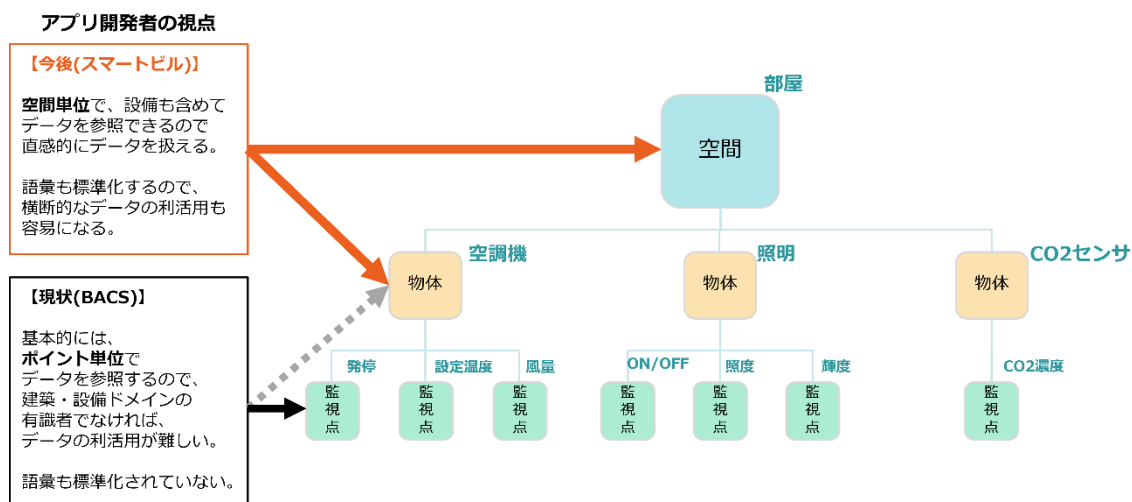 アプリ開発者の視点
【今後(スマートビル)】
空間単位で、設備も含めて
データを参照できるので
直感的にデータを扱える。
語彙も標準化するので、
横断的なデータの利活用も
容易になる。
【現状(BACS)】
基本的には、
ポイント単位で
データを参照するので、
建築・設備ドメインの
有識者でなければ、
データの利活用が難しい。
語彙も標準化されていない。
部屋
空間
空調機
物体
照明
物体
CO2センサ
物体
発停
設定温度
風量
ON/OFF
照度
輝度
CO2濃度
監視点
監視点
監視点
監視点
監視点
監視点
監視点